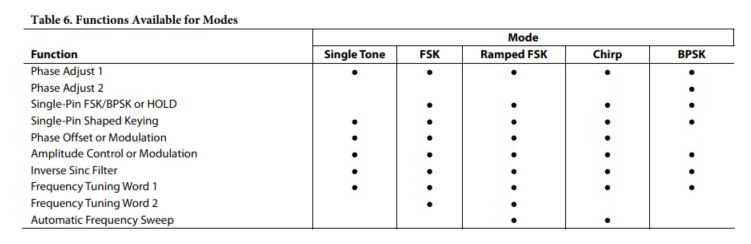 Table 6. Functions Available for Modes
Mode
Function Single Tone FSK Ramped FSK Chirp BPSK
Phase Adjust 1 • • • • •
Phase Adjust 2 •
Single-Pin FSK/BPSK or HOLD • • • •
Single-Pin Shaped Keying • • • • •
Phase Offset or Modulation • • • •
Amplitude Control or Modulation • • • • •
Inverse Sinc Filter • • • • •
Frequency Tuning Word 1 • • • • •
Frequency Tuning Word 2 • •
Automatic Frequency Sweep • •